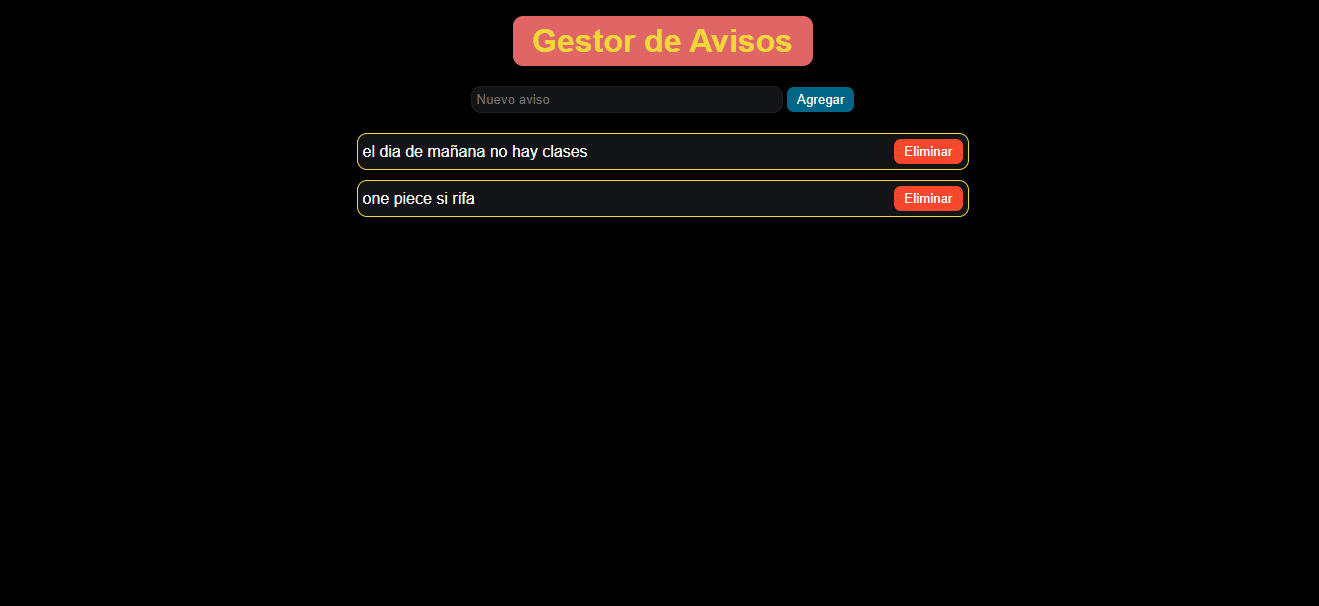 Gestor de Avisos
Nuevo aviso
Agregar
el dia de mañana no hay clases
Eliminar
one piece si rifa
Eliminar